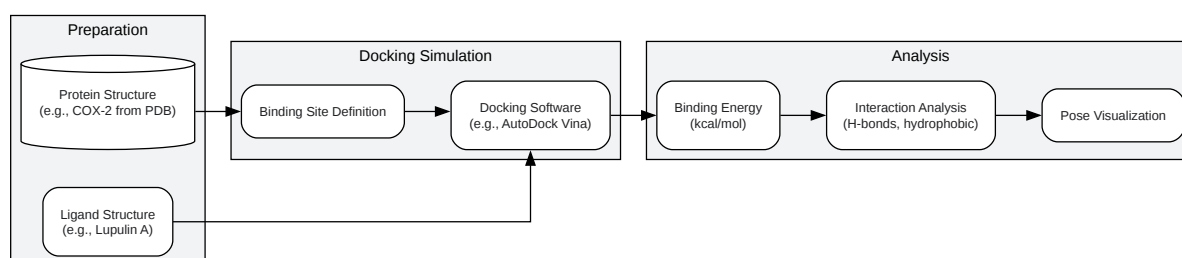 Preparation
Protein Structure
(e.g., COX-2 from PDB)
Ligand Structure
(e.g., Lupulin A)
Docking Simulation
Binding Site Definition
Docking Software
(e.g., AutoDock Vina)
Analysis
Binding Energy
(kcal/mol)
Interaction Analysis
(H-bonds, hydrophobic)
Pose Visualization